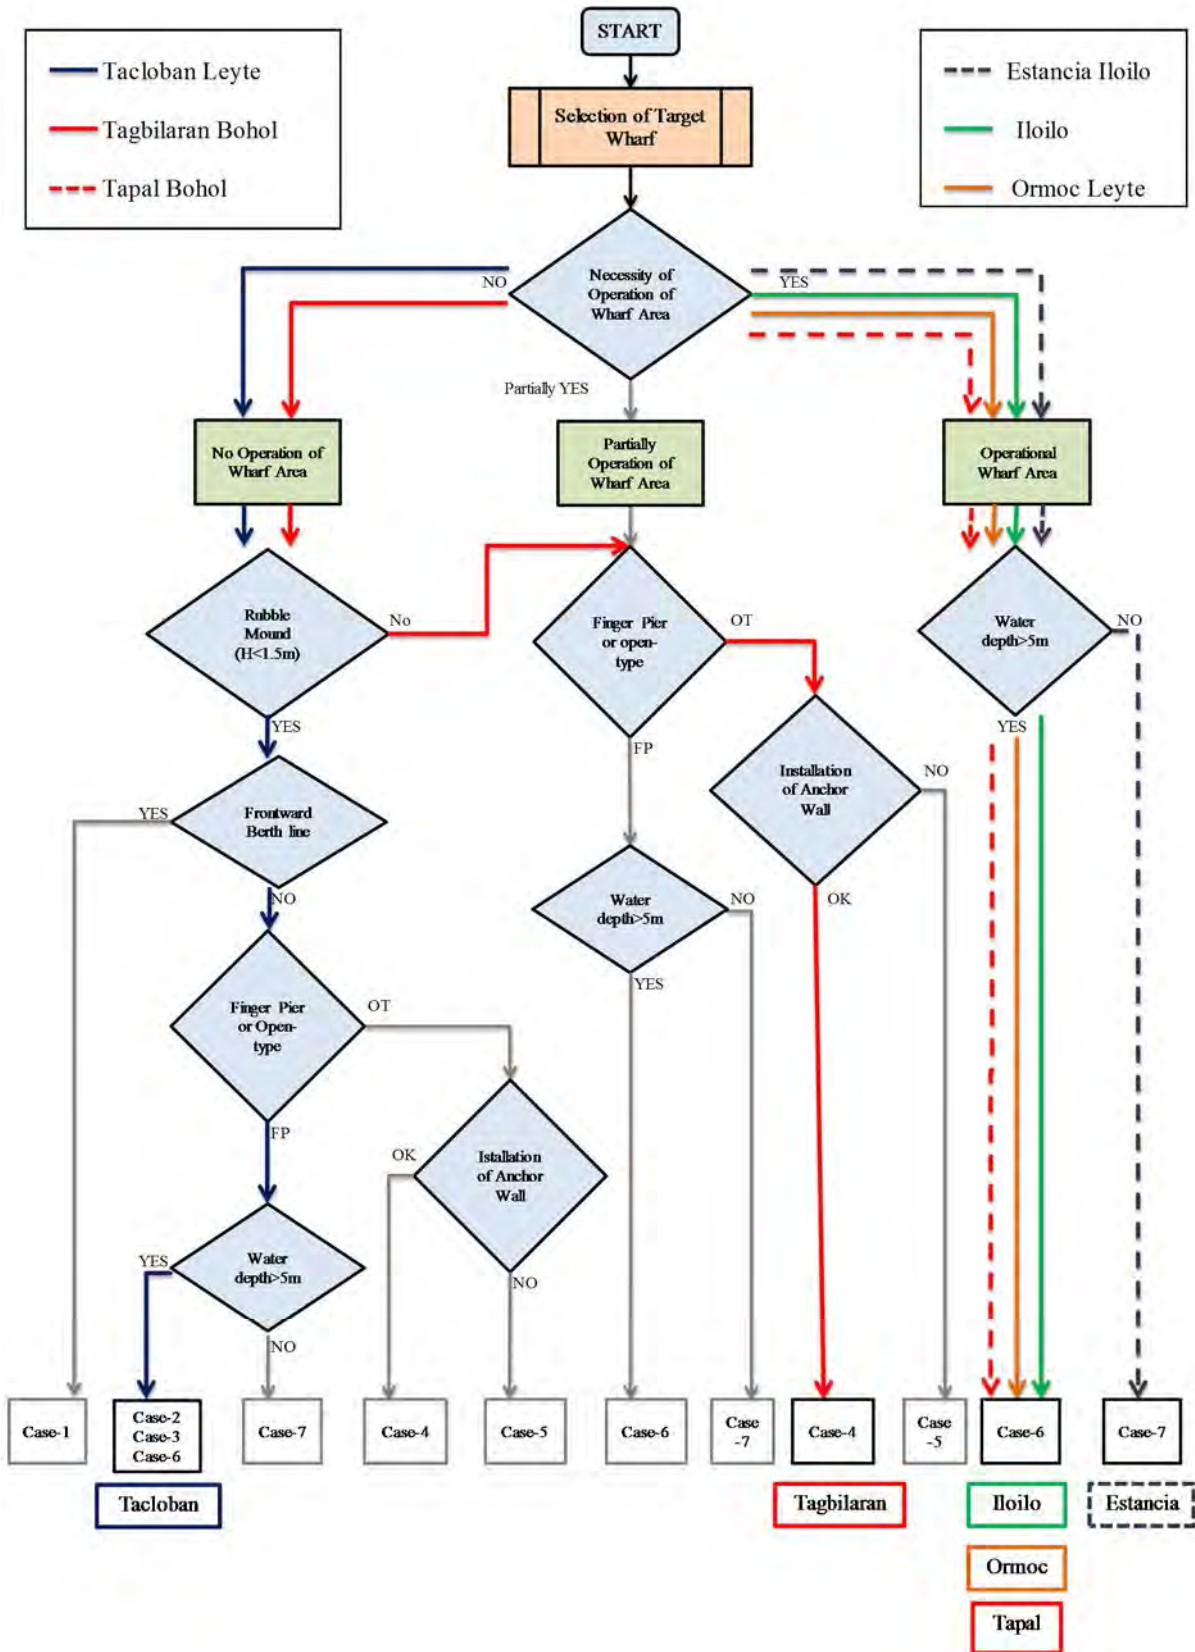 START
Tacloban Leyte
Tagbilaran Bohol
Tapal Bohol
Estancia Iloilo
Iloilo
Ormoc Leyte
Selection of Target
Wharf
Necessity of
Operation of
Wharf Area
NO
YES
Partially YES
No Operation of
Wharf Area
Partially
Operation of
Wharf Area
Operational
Wharf Area
Rubble
Mound
(H<1.5m)
No
YES
Finger Pier
or open-
type
OT
FP
Water
depth>5m
NO
YES
Installation
of Anchor
Wall
NO
OK
Frontward
Berth line
YES
NO
Water
depth>5m
NO
YES
Finger Pier
or Open-
type
OT
FP
Istallation
of Anchor
Wall
OK
NO
Water
depth>5m
YES
NO
Case-1
Case-2
Case-3
Case-6
Case-7
Case-4
Case-5
Case-6
Case
-7
Case-4
Case
-5
Case-6
Case-7
Tacloban
Tagbilaran
Iloilo
Estancia
Ormoc
Tapal